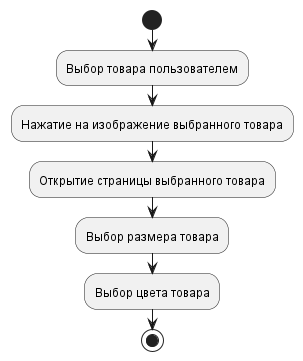 Выбор товара пользователем
Нажатие на изображение выбранного товара
Открытие страницы выбранного товара
Выбор размера товара
Выбор цвета товара